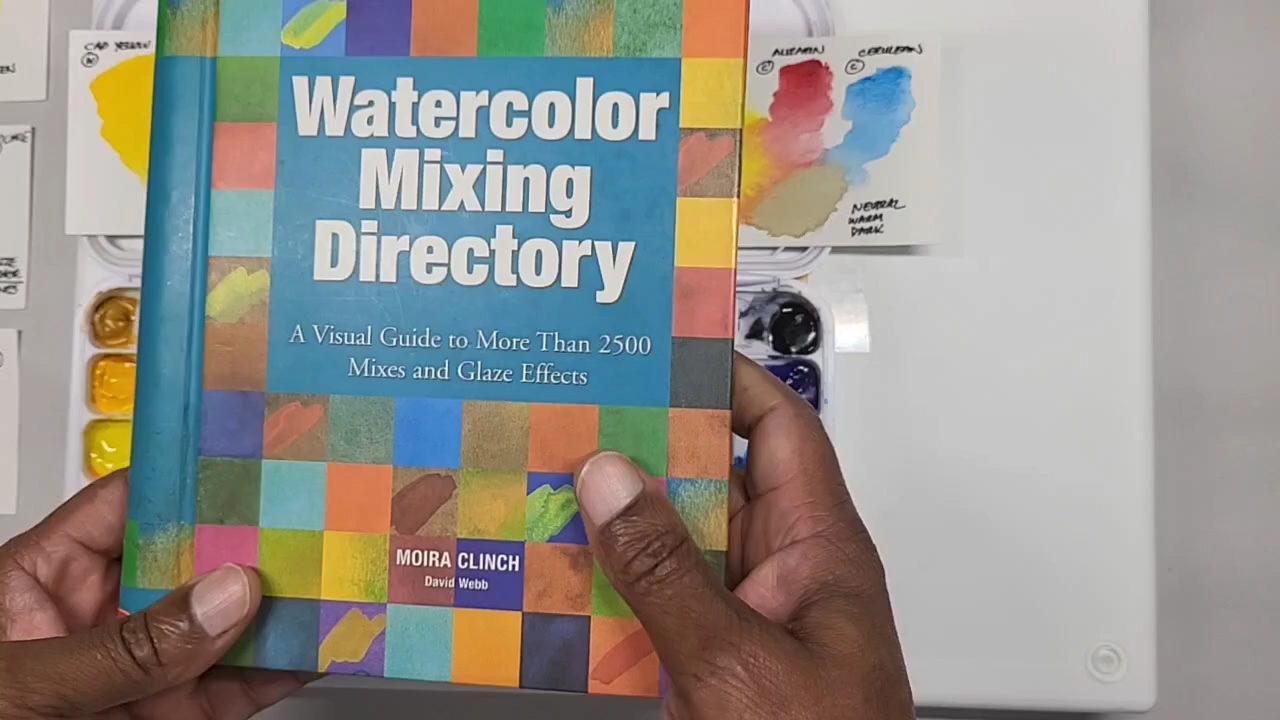 CAD YELLOW
ALIZARIN
CERULEAN
C
C
NEUTRAL
WARM
DARK
Watercolor
Mixing
Directory
A Visual Guide to More Than 2500
Mixes and Glaze Effects
MOIRA CLINCH
David Webb